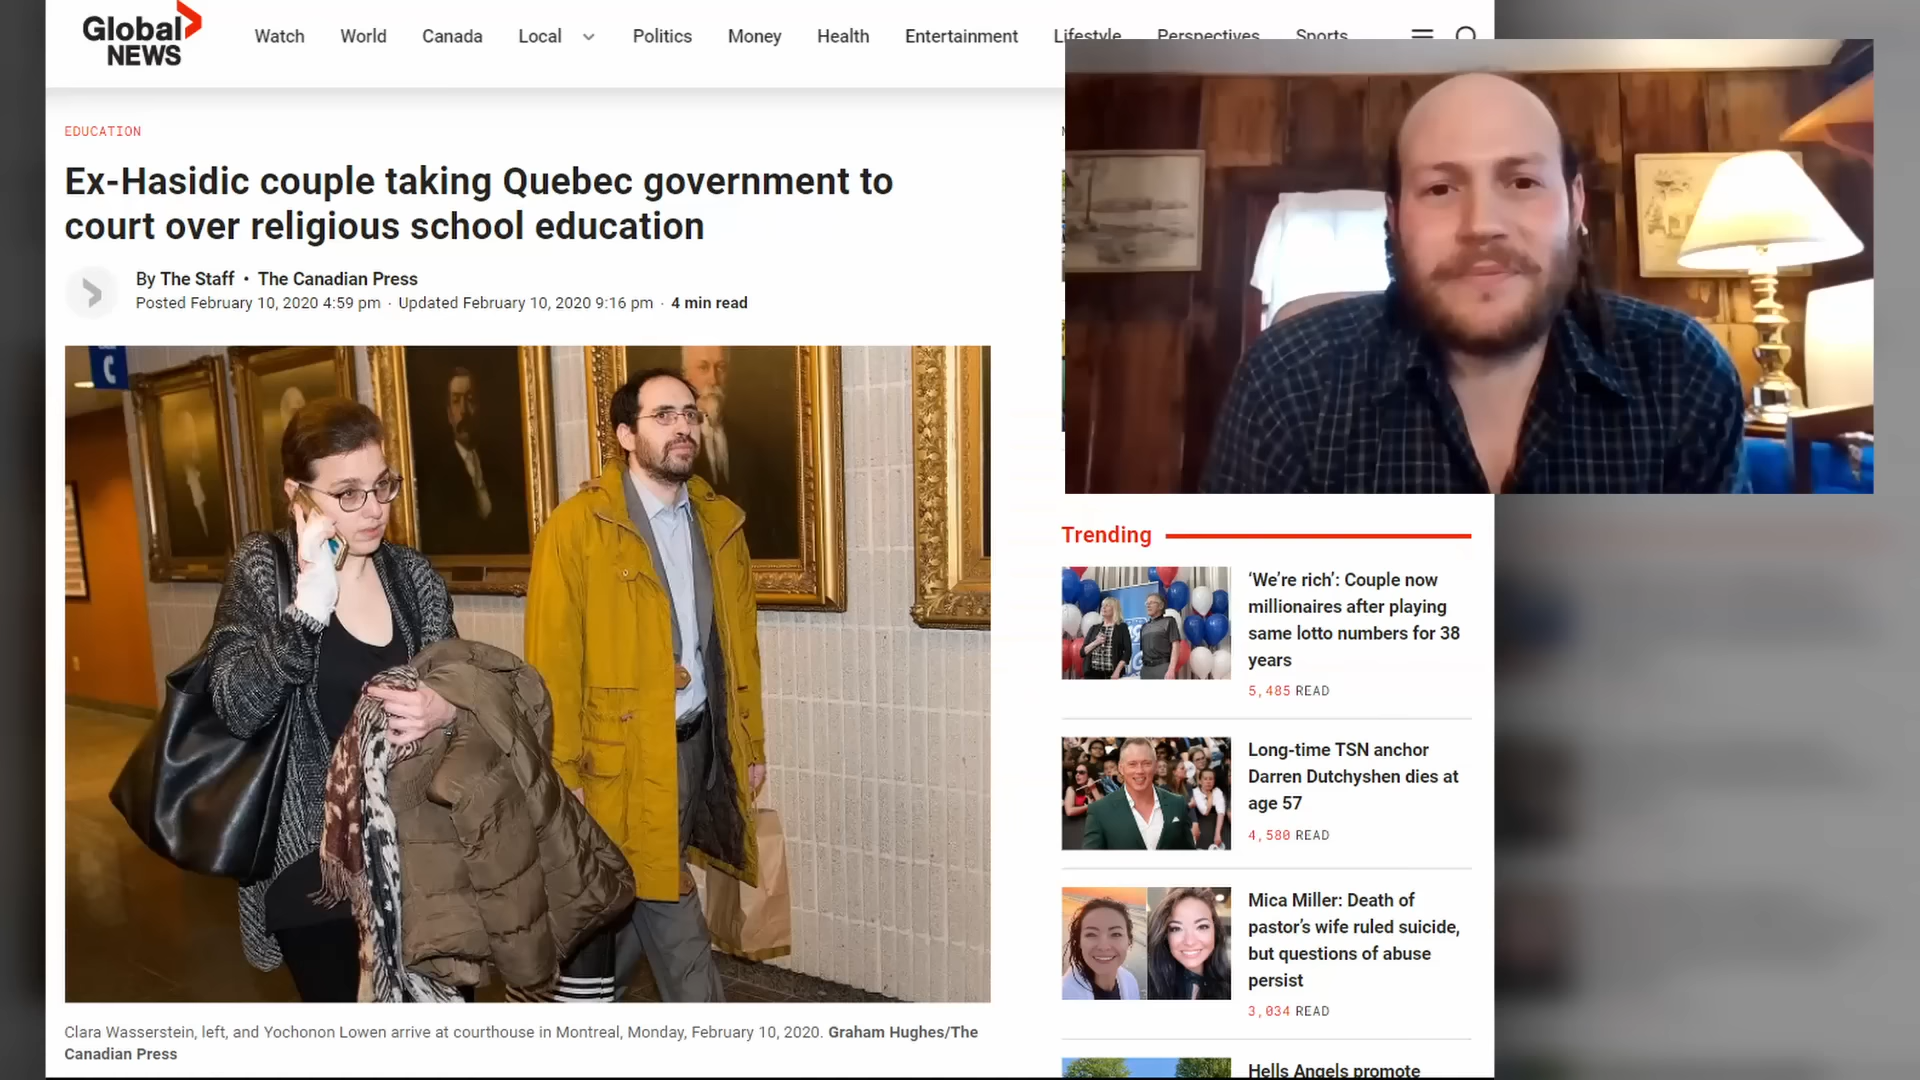 Global
NEWS
Watch
World
Canada
Local
Politics
Money
Health
Entertainment
Lifestyle
Perspectives
Sports
EDUCATION
Ex-Hasidic couple taking Quebec government to
court over religious school education
By The Staff • The Canadian Press
Posted February 10, 2020 4:59 pm · Updated February 10, 2020 9:16 pm · 4 min read
C
Clara Wasserstein, left, and Yochonon Lowen arrive at courthouse in Montreal, Monday, February 10, 2020. Graham Hughes/The
Canadian Press
Trending
‘We’re rich’: Couple now
millionaires after playing
same lotto numbers for 38
years
5,485 READ
Long-time TSN anchor
Darren Dutchyshen dies at
age 57
4,580 READ
Mica Miller: Death of
pastor’s wife ruled suicide,
but questions of abuse
persist
3,034 READ
Hells Angels promote